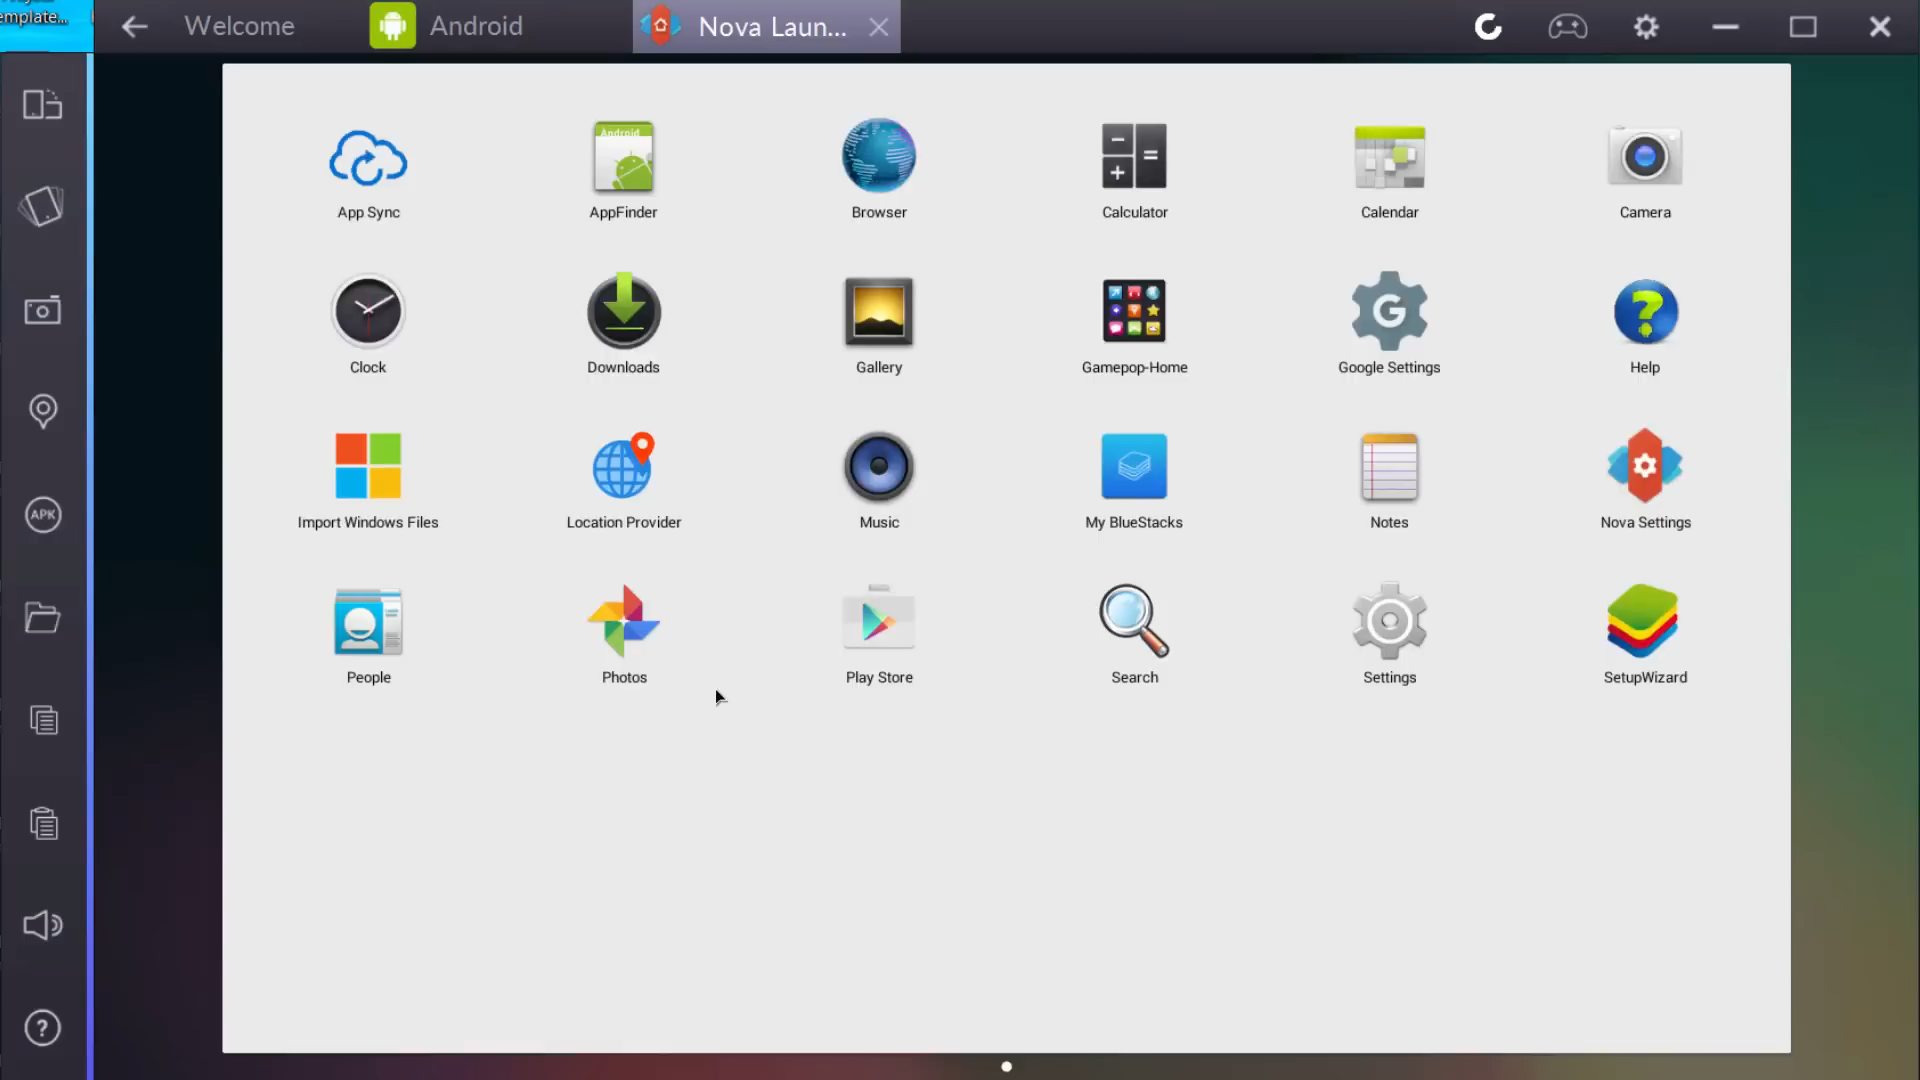 emplate...
Welcome
Android
Nova Laun...
App Sync
Android
AppFinder
Browser
Calculator
Calendar
Camera
Clock
Downloads
Gallery
Gamepop-Home
G
Google Settings
?
Help
Import Windows Files
Location Provider
Music
My BlueStacks
Notes
Nova Settings
APK
People
Photos
Play Store
Search
Settings
SetupWizard
?